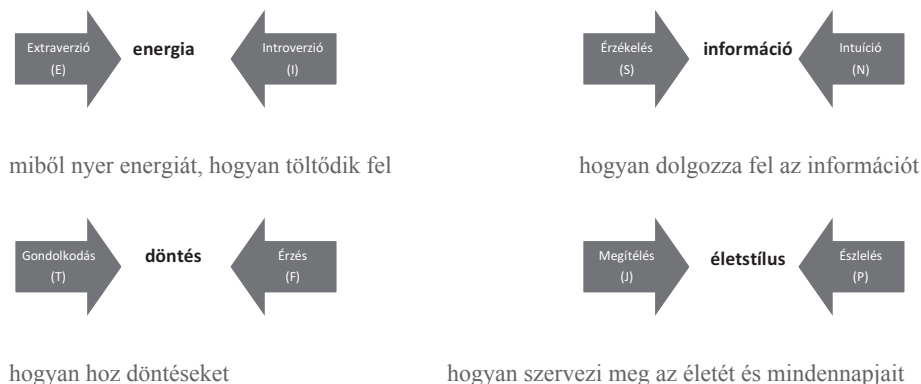 Extraverzió
(E)
energia
Introverzió
(I)
Érzékelés
(S)
információ
Intuíció
(N)
miből nyer energiát, hogyan töltődik fel
hogyan dolgozza fel az információt
Gondolkodás
(T)
döntés
Érzés
(F)
Megítélés
(J)
életstílus
Észlelés
(P)
hogyan hoz döntéseket
hogyan szervezi meg az életét és mindennapjait